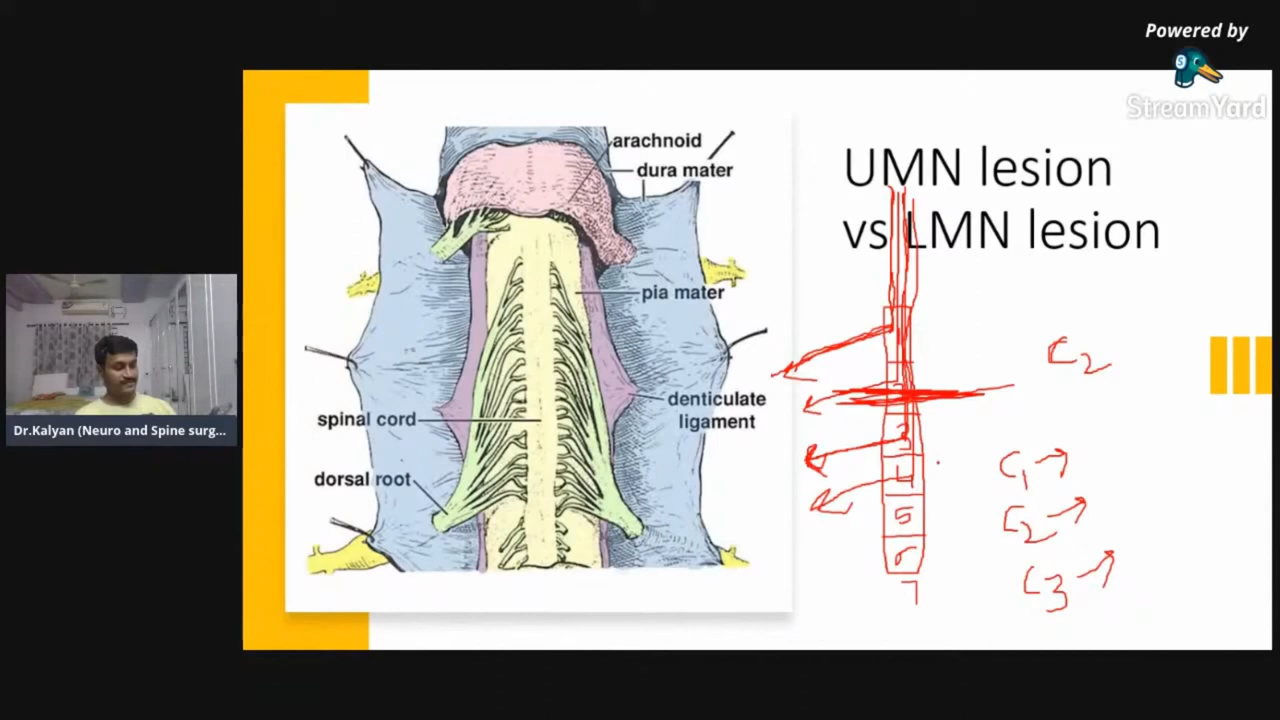 Powered by
StreamYard
arachnoid
dura mater
pia mater
spinal cord
denticulate
ligament
dorsal root
UMN lesion
vs LMN lesion
C2
C1
C2
C3
5
6
7
Dr.Kalyan (Neuro and Spine surg...